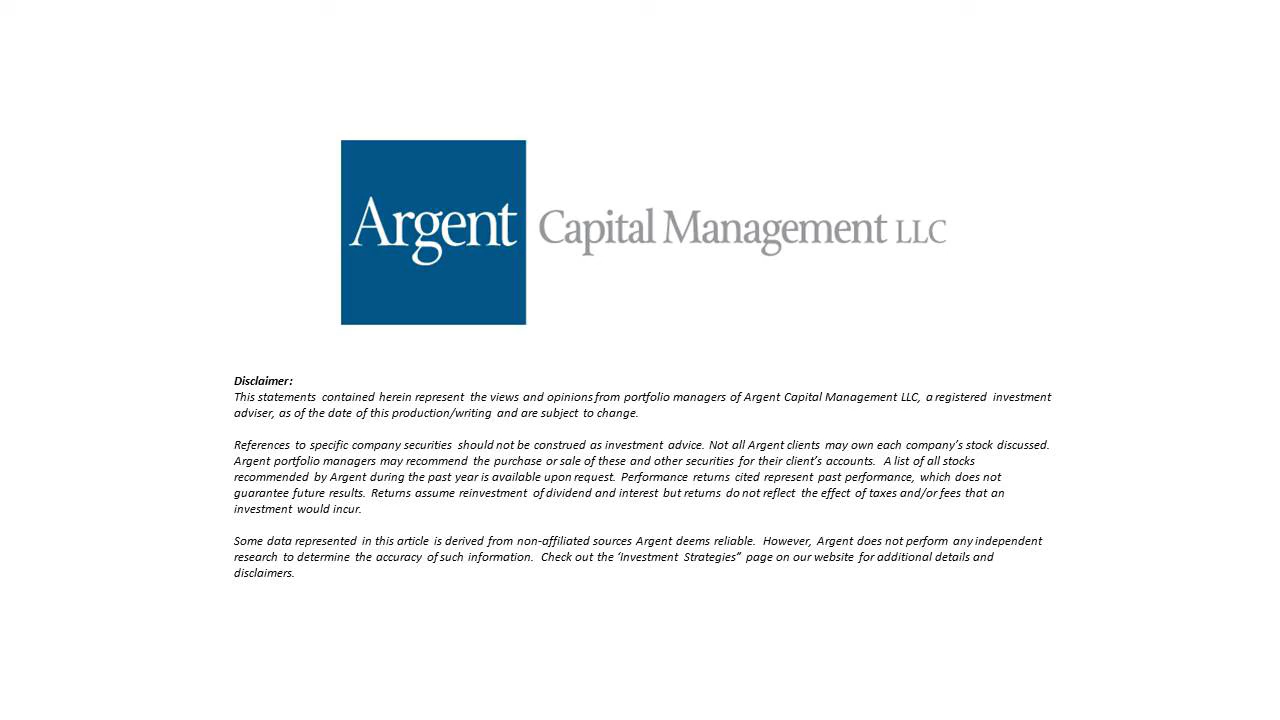 Argent Capital Management LLC
Disclaimer:
This statements contained herein represent the views and opinions from portfolio managers of Argent Capital Management LLC, a registered investment
adviser, as of the date of this production/writing and are subject to change.
References to specific company securities should not be construed as investment advice. Not all Argent clients may own each company's stock discussed.
Argent portfolio managers may recommend the purchase or sale of these and other securities for their client's accounts. A list of all stocks
recommended by Argent during the past year is available upon request. Performance returns cited represent past performance, which does not
guarantee future results. Returns assume reinvestment of dividend and interest but returns do not reflect the effect of taxes and/or fees that an
investment would incur.
Some data represented in this article is derived from non-affiliated sources Argent deems reliable. However, Argent does not perform any independent
research to determine the accuracy of such information. Check out the ‘Investment Strategies” page on our website for additional details and
disclaimers.